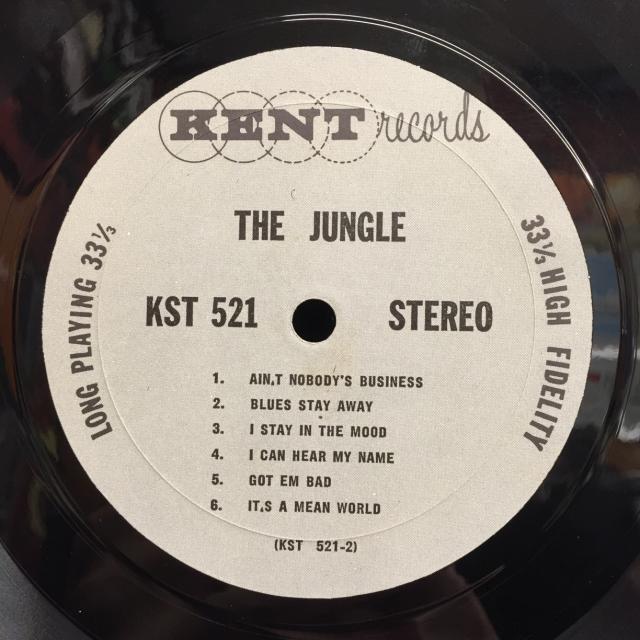 KENT records
THE JUNGLE
KST 521
STEREO
LONG PLAYING 33⅓
33⅓ HIGH FIDELITY
1. AIN,T NOBODY'S BUSINESS
2. BLUES STAY AWAY
3. I STAY IN THE MOOD
4. I CAN HEAR MY NAME
5. GOT EM BAD
6. IT,S A MEAN WORLD
(KST 521-2)